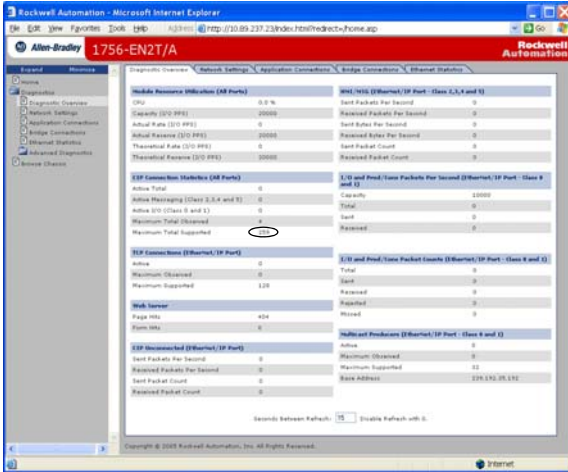 Rockwell Automation - Microsoft Internet Explorer
File Edit View Favorites Tools Help Address http://10.89.237.23/index.html?redirect=/home.asp Go
Allen-Bradley 1756-EN2T/A Rockwell Automation
Expand Minimize
Home
Diagnostics
Diagnostic Overview
Network Settings
Application Connections
Bridge Connections
Ethernet Statistics
Advanced Diagnostics
Browse Chassis
Diagnostic Overview Network Settings Application Connections Bridge Connections Ethernet Statistics
Module Resource Utilization (All Ports)
CPU 0.0 %
Capacity (I/O PPS) 20000
Actual Rate (I/O PPS) 0
Actual Reserve (I/O PPS) 20000
Theoretical Rate (I/O PPS) 0
Theoretical Reserve (I/O PPS)
CIP Connection Statistics (All Ports)
Active Total 0
Active Messaging (Class 2,3,4 and 5) 0
Active I/O (Class 0 and 1) 0
Maximum Total Observed 4
Maximum Total Supported
TCP Connections (EtherNet/IP Port)
Active 0
Maximum Observed 0
Maximum Supported 128
Web Server
Page Hits 404
Form Hits
CIP Unconnected (EtherNet/IP Port)
Sent Packets Per Second 0
Received Packets Per Second 0
Sent Packet Count 0
Received Packet Count 0
HMI/MSG (EtherNet/IP Port - Class 2,3,4 and 5)
Sent Packets Per Second 0
Received Packets Per Second 0
Sent Bytes Per Second 0
Received Bytes Per Second 0
Sent Packet Count 0
Received Packet Count 0
I/O and Prod/Cons Packets Per Second (EtherNet/IP Port - Class 0 and 1)
Capacity
Total 0
Sent 0
Received 0
I/O and Prod/Cons Packet Counts (EtherNet/IP Port - Class 0 and 1)
Total 0
Sent 0
Received 0
Rejected 0
Missed 0
Multicast Producers (EtherNet/IP Port - Class 0 and 1)
Active 0
Maximum Observed 0
Maximum Supported 32
Base Address 239.192.35.192
Seconds Between Refresh: 15 Disable Refresh with 0.
Copyright © 2005 Rockwell Automation, Inc. All Rights Reserved.
Internet